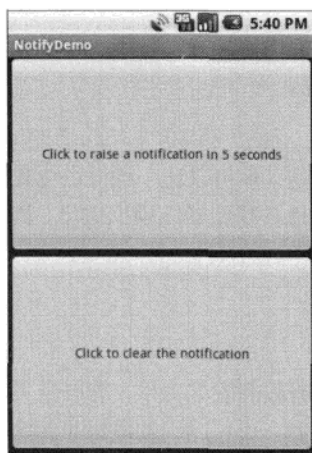 5:40 PM
NotifyDemo
Click to raise a notification in 5 seconds
Click to clear the notification